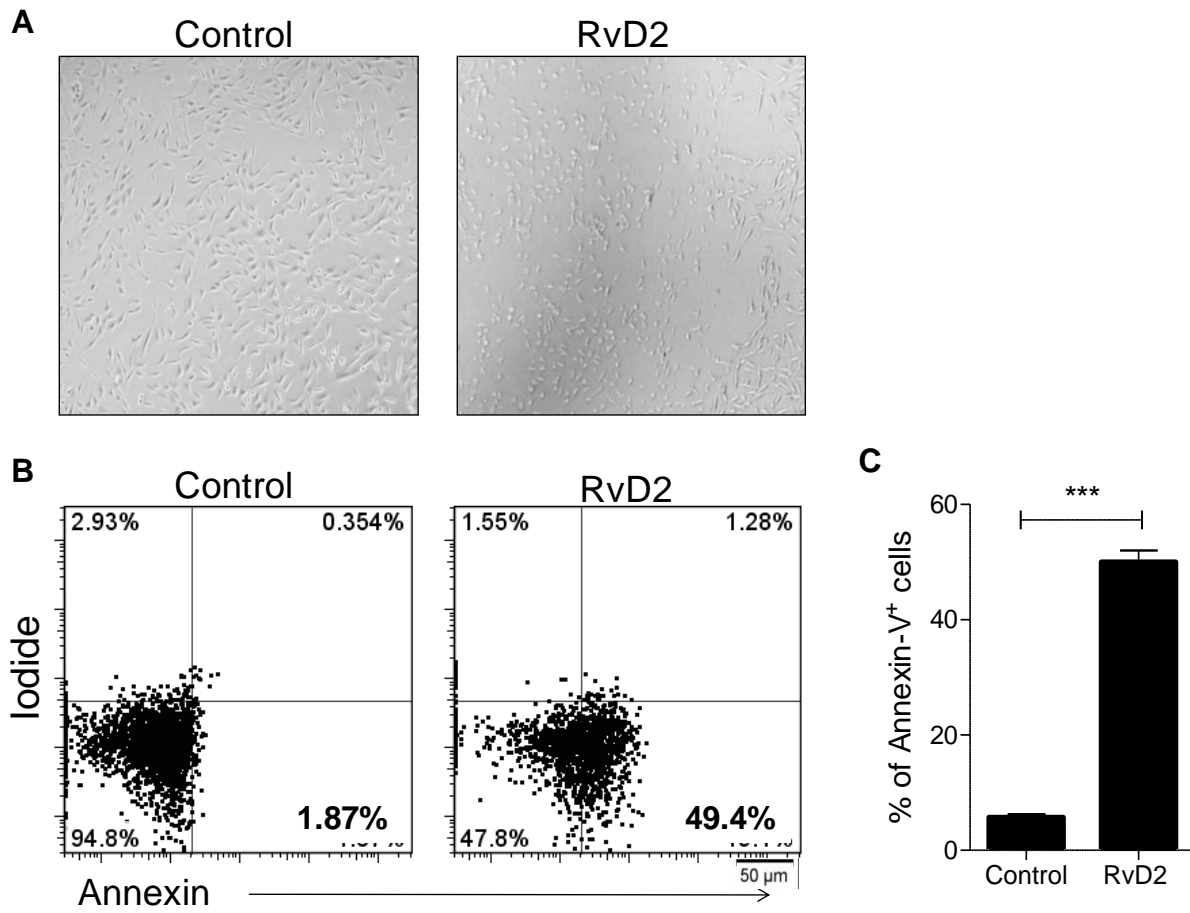 A
Control
RvD2
B
Control
RvD2
2.93%
0.354%
1.87%
94.8%
1.55%
1.28%
49.4%
47.8%
Iodide
Annexin
50 µm
C
***
% of Annexin-V⁺ cells
60
40
20
0
Control
RvD2